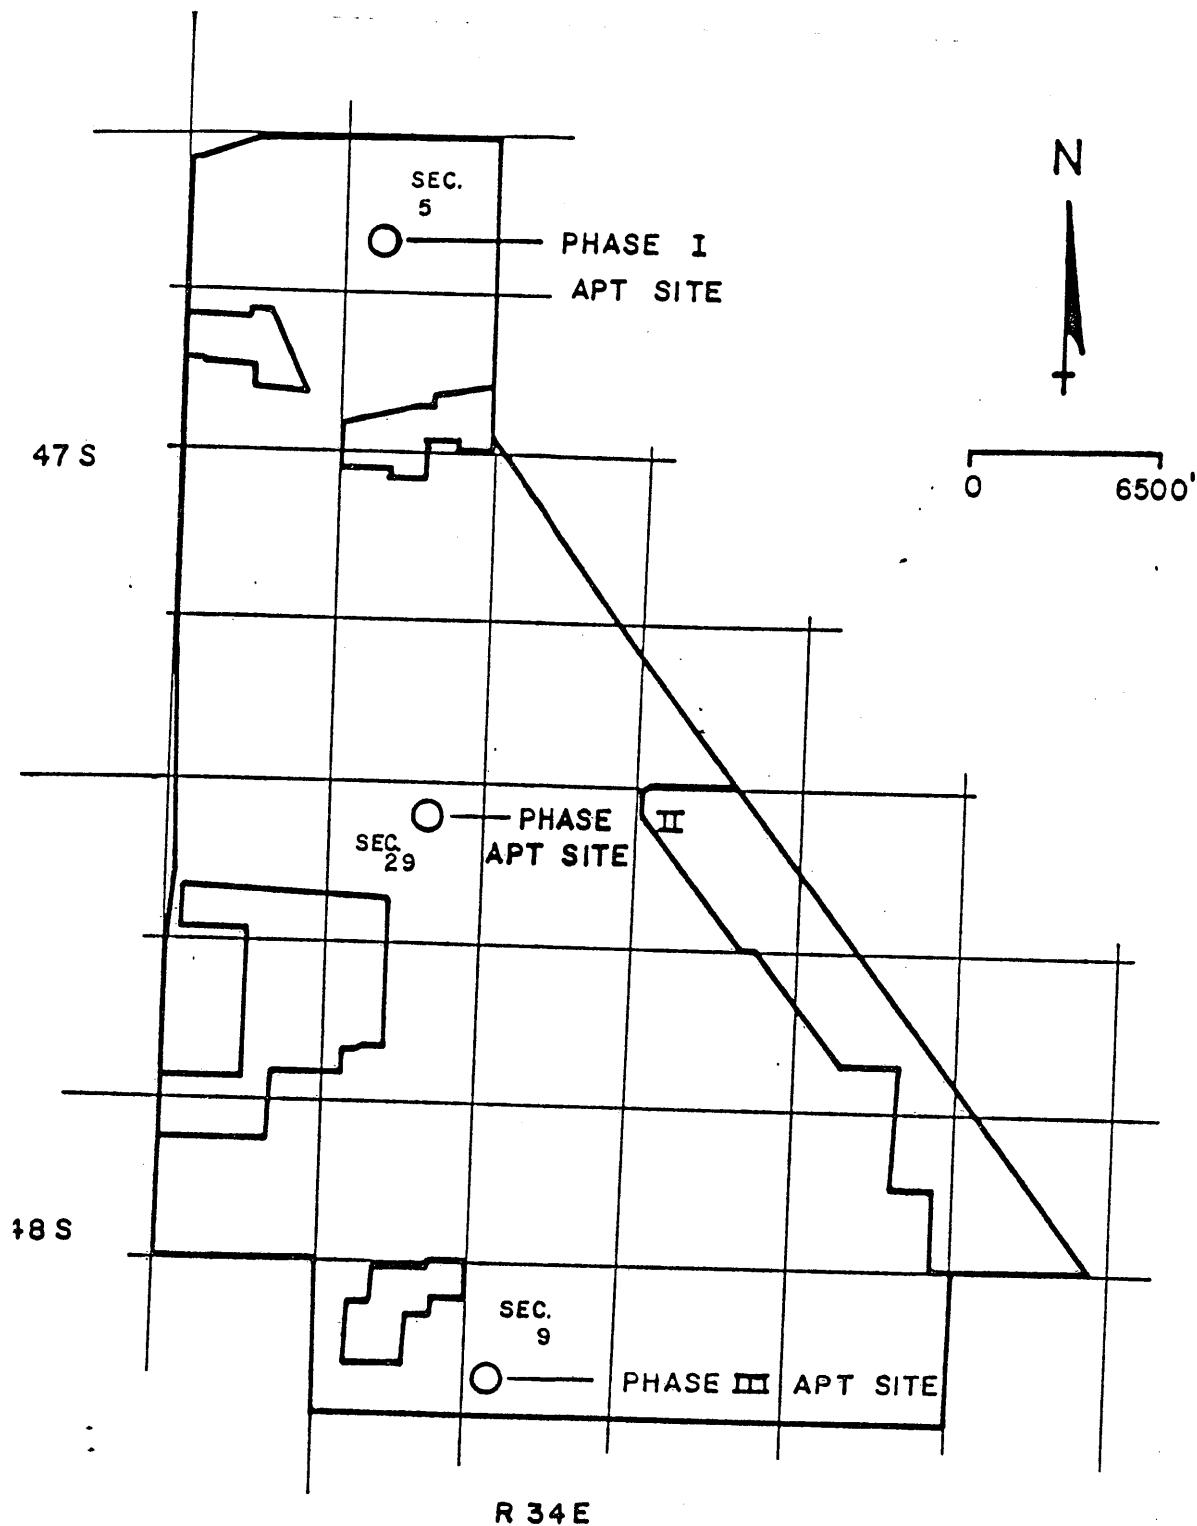 N
SEC.
5
PHASE I
APT SITE
47 S
0 6500'
PHASE II
APT SITE
SEC.
29
48 S
SEC.
9
PHASE III APT SITE
R 34 E